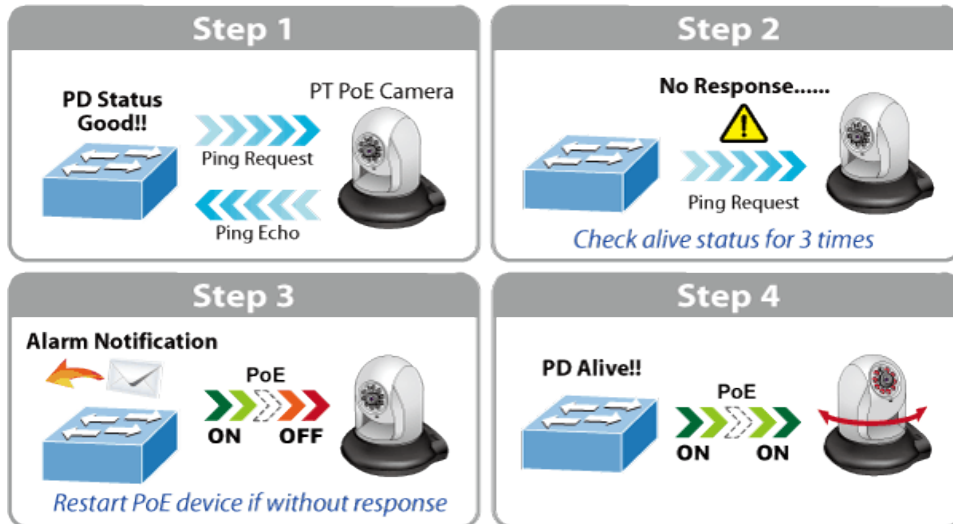 Step 1
PD Status
Good!!
PT PoE Camera
Ping Request
Ping Echo
Step 2
No Response......
Ping Request
Check alive status for 3 times
Step 3
Alarm Notification
PoE
ON OFF
Restart PoE device if without response
Step 4
PD Alive!!
PoE
ON ON